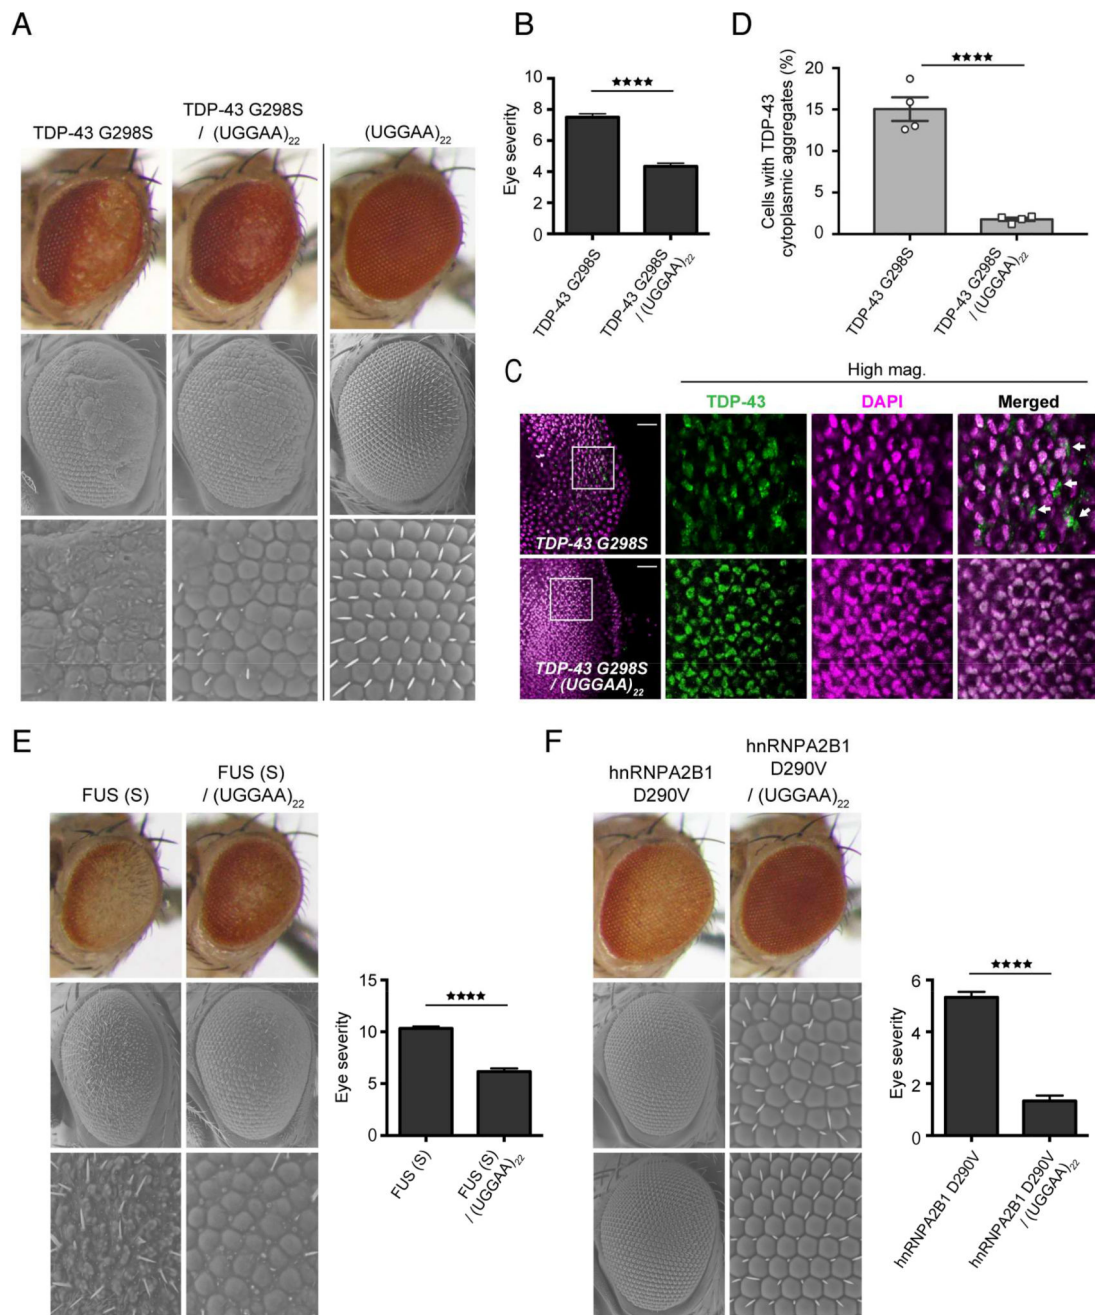 A
TDP-43 G298S
TDP-43 G298S
/ (UGGAA)22
(UGGAA)22
B
Eye severity
8
6
4
2
0
★★★★
TDP-43 G298S
TDP-43 G298S
/ (UGGAA)22
D
Cells with TDP-43
cytoplasmic aggregates (%)
20
15
10
5
0
★★★★
TDP-43 G298S
TDP-43 G298S
/ (UGGAA)22
C
High mag.
TDP-43
DAPI
Merged
TDP-43 G298S
TDP-43 G298S
/ (UGGAA)22
E
FUS (S)
FUS (S)
/ (UGGAA)22
Eye severity
15
10
5
0
★★★★
FUS (S)
FUS (S)
/ (UGGAA)22
F
hnRNPA2B1
D290V
hnRNPA2B1
D290V
/ (UGGAA)22
Eye severity
6
4
2
0
★★★★
hnRNPA2B1 D290V
hnRNPA2B1 D290V
/ (UGGAA)22